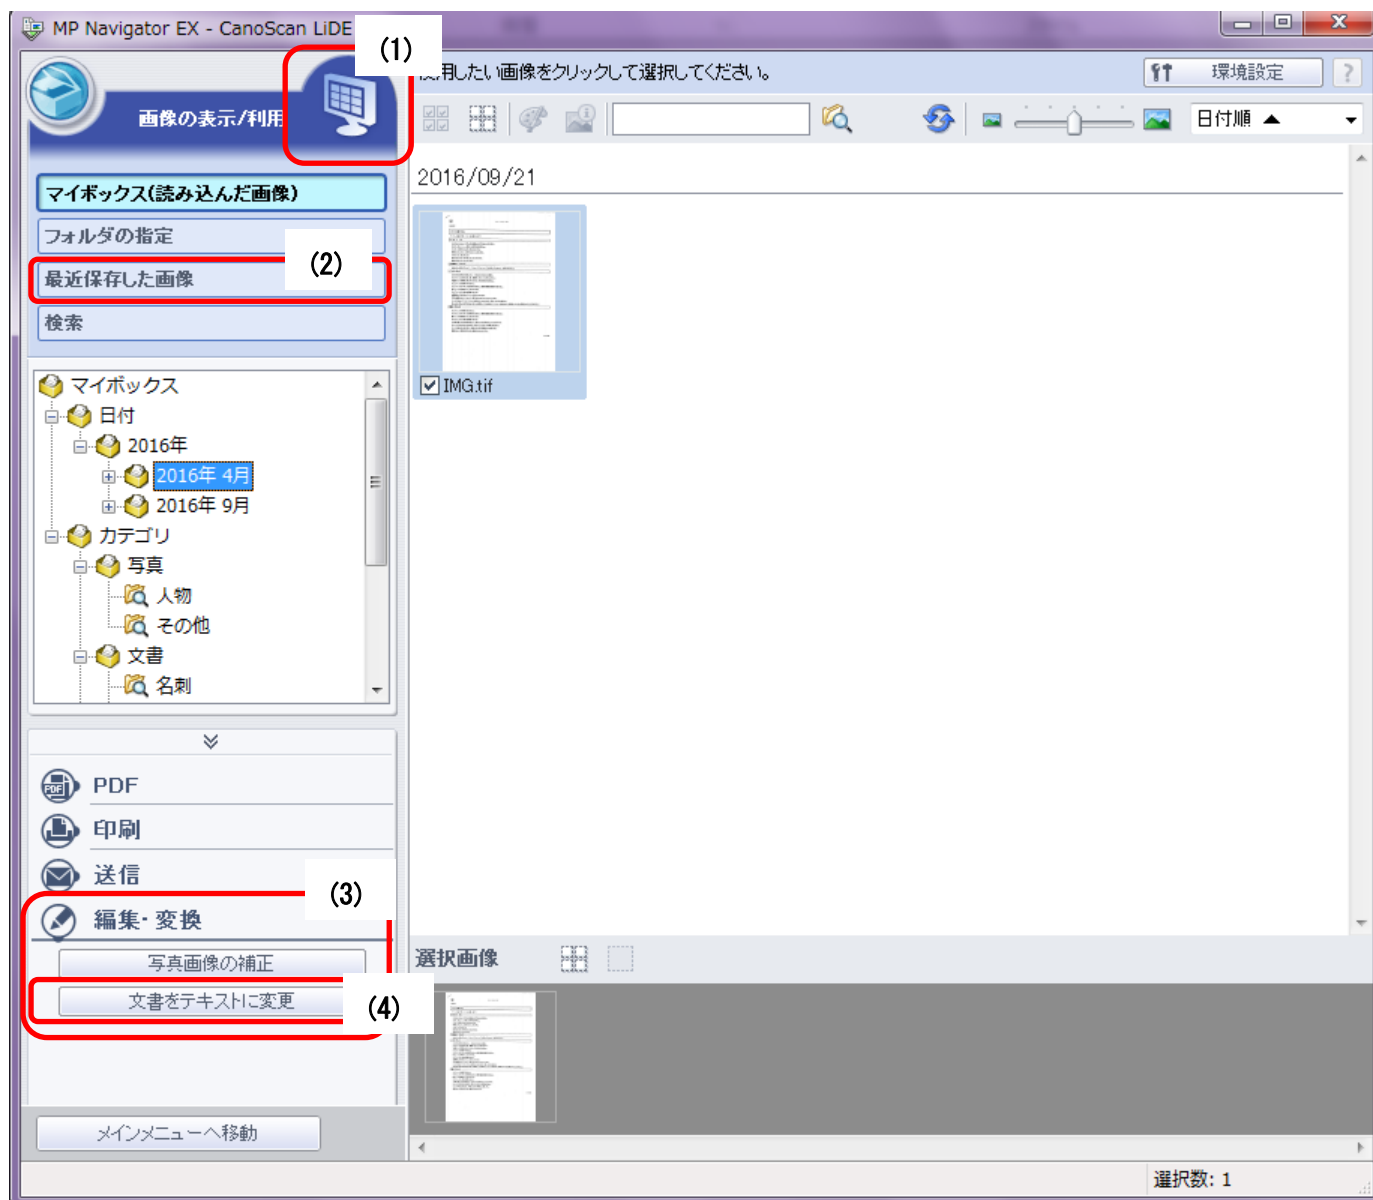 MP Navigator EX - CanoScan LiDE
(1)
使用したい画像をクリックして選択してください。
環境設定
?
画像の表示/利用
日付順 ▲
マイボックス(読み込んだ画像)
フォルダの指定
(2)
最近保存した画像
検索
2016/09/21
IMG.tif
マイボックス
日付
2016年
2016年 4月
2016年 9月
カテゴリ
写真
人物
その他
文書
名刺
PDF
印刷
送信
(3)
編集・変換
写真画像の補正
文書をテキストに変更
(4)
選択画像
メインメニューへ移動
選択数: 1